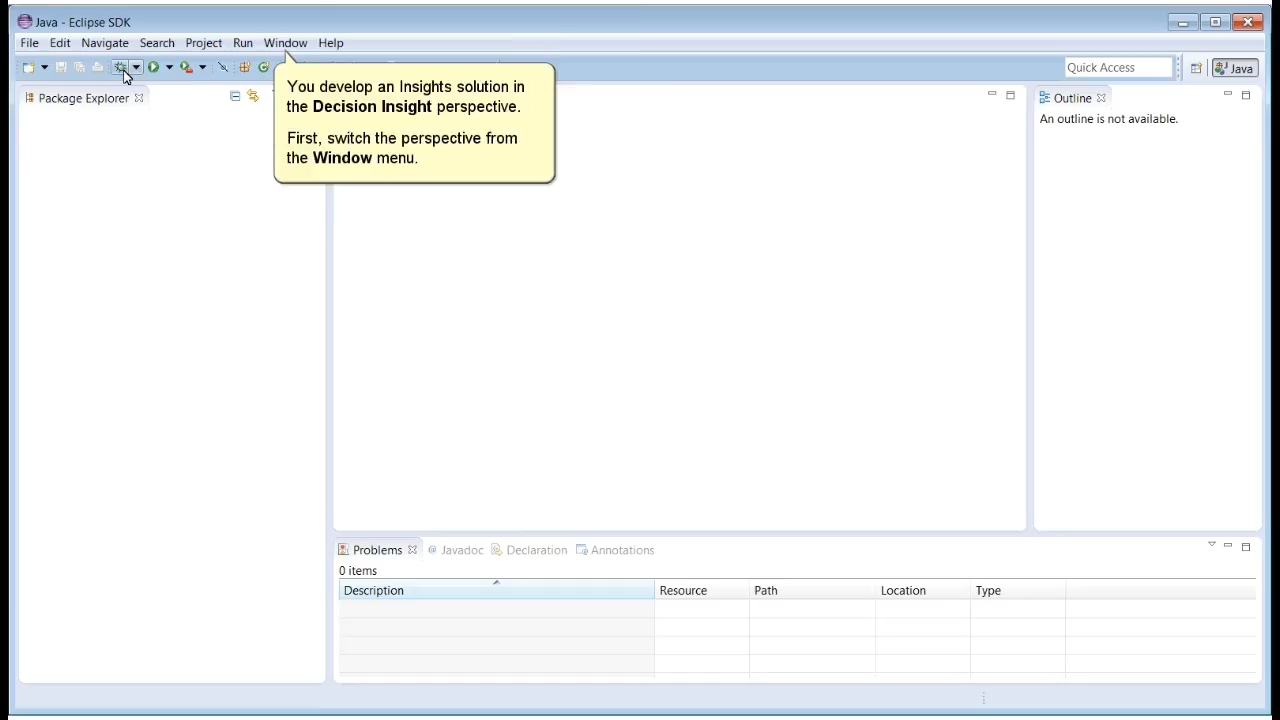 Java - Eclipse SDK
File Edit Navigate Search Project Run Window Help
Quick Access
Java
Package Explorer
You develop an Insights solution in
the Decision Insight perspective.
First, switch the perspective from
the Window menu.
Outline
An outline is not available.
Problems @ Javadoc Declaration Annotations
0 items
Description Resource Path Location Type